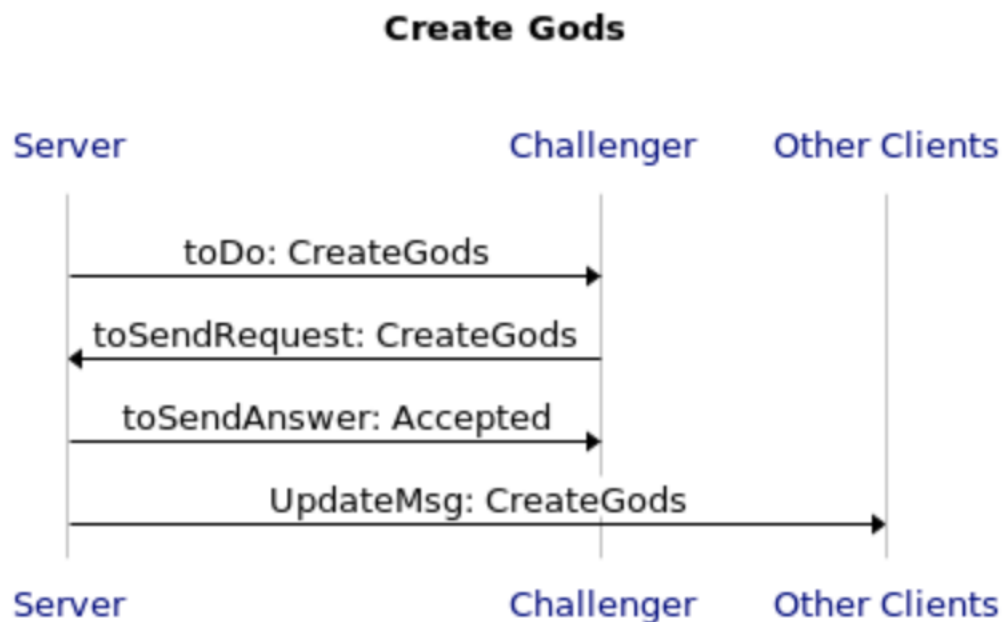 Create Gods
Server Challenger Other Clients
toDo: CreateGods
toSendRequest: CreateGods
toSendAnswer: Accepted
UpdateMsg: CreateGods
Server Challenger Other Clients